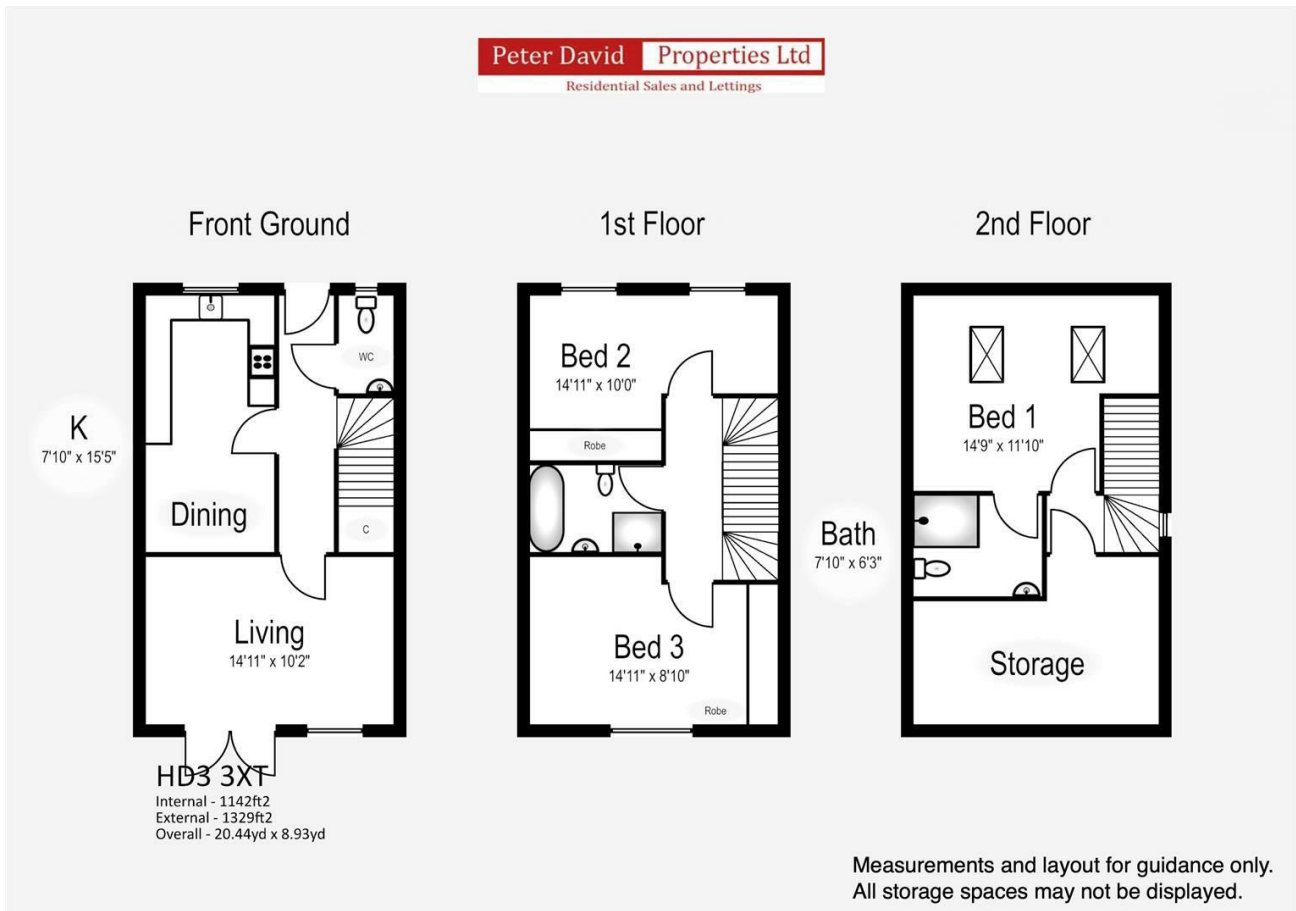 Peter David Properties Ltd
Residential Sales and Lettings
Front Ground
1st Floor
2nd Floor
WC
K
7'10" x 15'5"
Dining
C
Living
14'11" x 10'2"
Bed 2
14'11" x 10'0"
Robe
Bed 3
14'11" x 8'10"
Robe
Bed 1
14'9" x 11'10"
Bath
7'10" x 6'3"
Storage
HD3 3XT
Internal - 1142ft2
External - 1329ft2
Overall - 20.44yd x 8.93yd
Measurements and layout for guidance only.
All storage spaces may not be displayed.